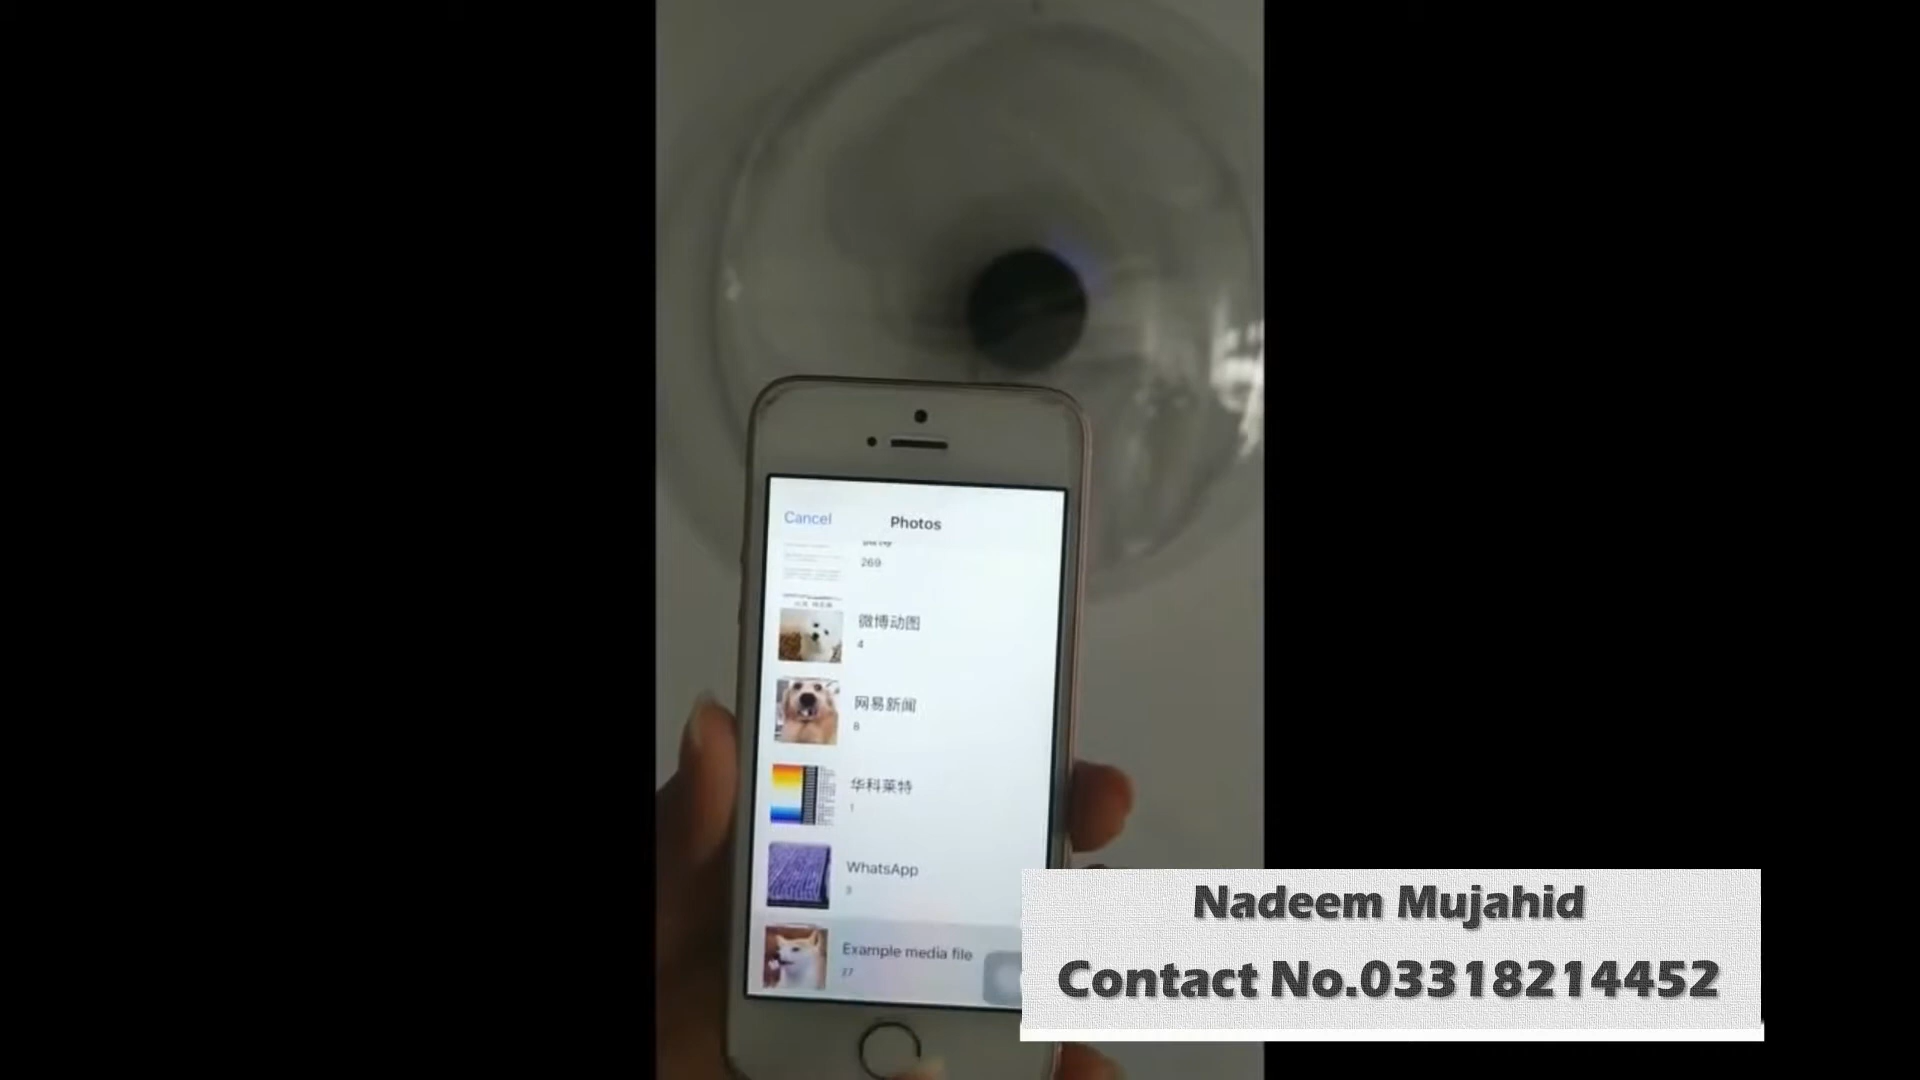 Cancel
Photos
269
微博动图
4
网易新闻
8
华科莱特
1
WhatsApp
3
Example media file
27
Nadeem Mujahid
Contact No.03318214452